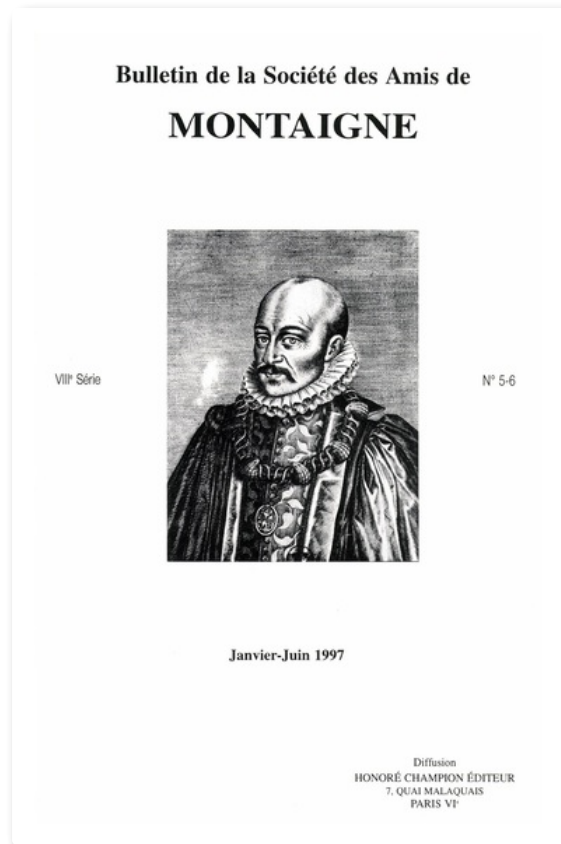 Bulletin de la Société des Amis de
MONTAIGNE
VIIIᵉ Série
N° 5-6
Janvier-Juin 1997
Diffusion
HONORÉ CHAMPION ÉDITEUR
7, QUAI MALAQUAIS
PARIS VIᵉ